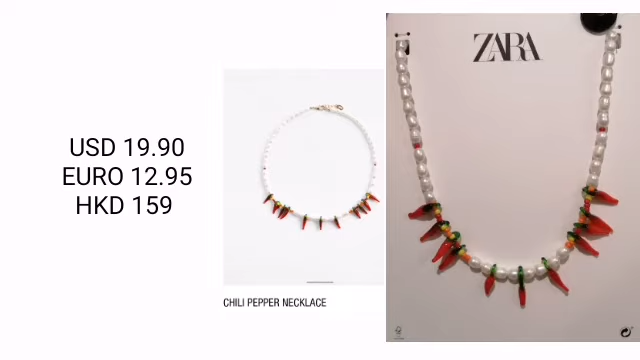 USD 19.90
EURO 12.95
HKD 159
CHILI PEPPER NECKLACE
ZARA